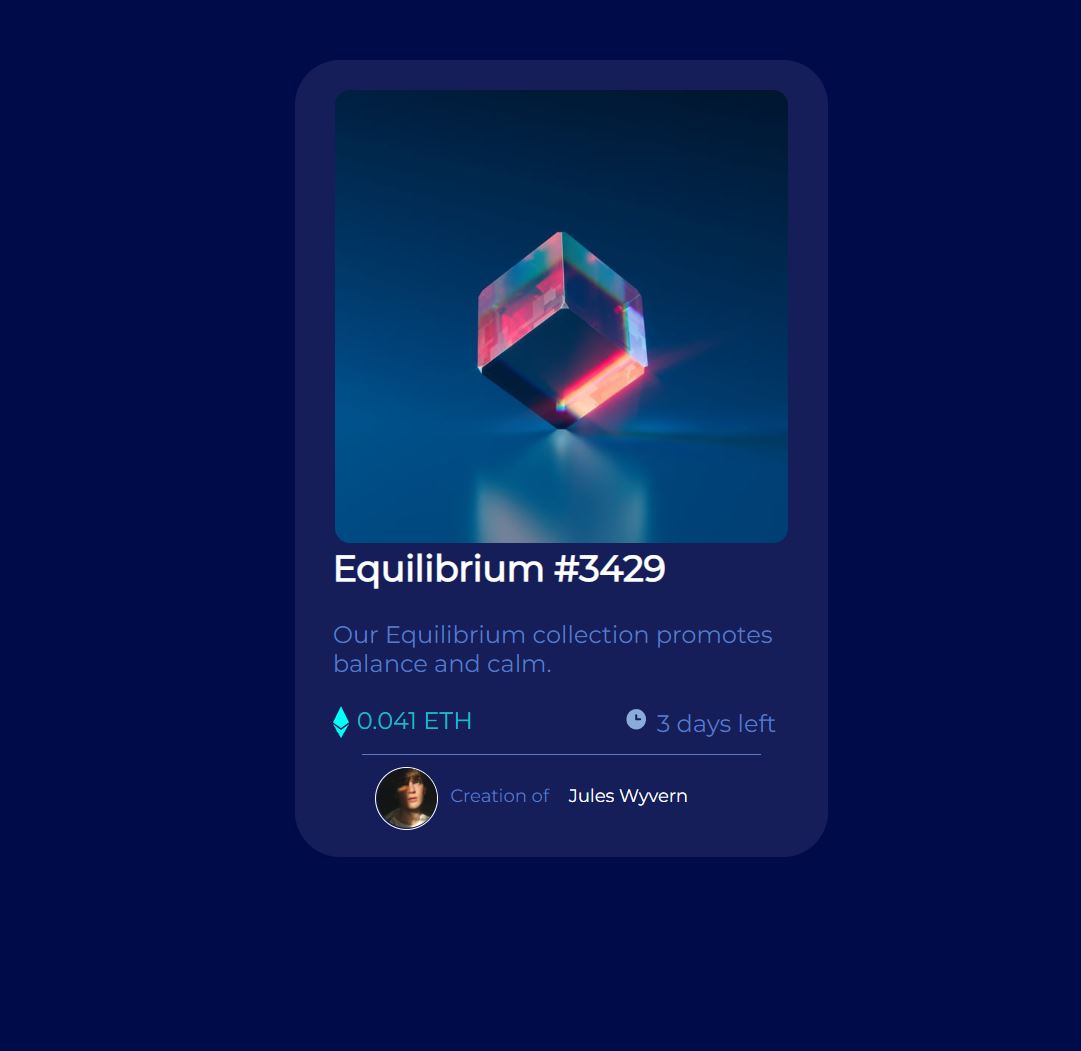 Equilibrium #3429
Our Equilibrium collection promotes
balance and calm.
0.041 ETH 3 days left
Creation of Jules Wyvern